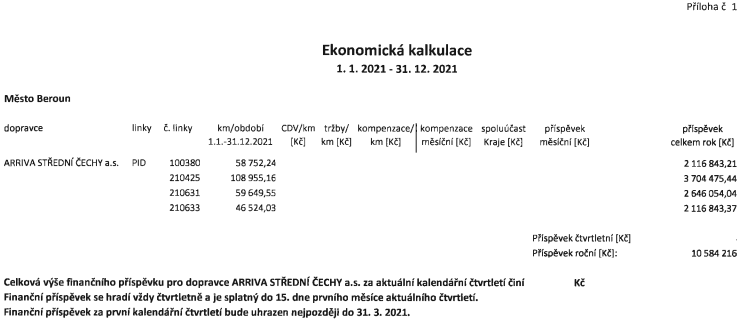 Příloha č 1
Ekonomická kalkulace
1. 1. 2021 - 31. 12. 2021
Město Beroun
dopravce linky č. linky km/období CDV/km tržby/ kompenzace/ kompenzace spoluúčast příspěvek příspěvek
1.1.-31.12.2021 [Kč] km [Kč] km [Kč] měsíční [Kč] Kraje [Kč] měsíční [Kč] celkem rok [Kč]
ARRIVA STŘEDNÍ ČECHY a.s. PID 100380 58 752,24 2 116 843,21
210425 108 955,16 3 704 475,44
210631 59 649,55 2 646 054,04
210633 46 524,03 2 116 843,37
Příspěvek čtvrtletní [Kč]
Příspěvek roční [Kč]: 10 584 216
Celková výše finančního příspěvku pro dopravce ARRIVA STŘEDNÍ ČECHY a.s. za aktuální kalendářní čtvrtletí činí Kč
Finanční příspěvek se hradí vždy čtvrtletně a je splatný do 15. dne prvního měsíce aktuálního čtvrtletí.
Finanční příspěvek za první kalendářní čtvrtletí bude uhrazen nejpozději do 31. 3. 2021.